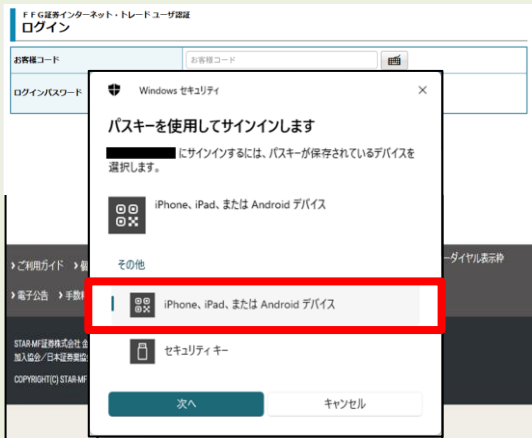 FFG証券インターネット・トレードユーザ認証
ログイン
お客様コード
お客様コード
ログインパスワード
Windows セキュリティ
パスキーを使用してサインインします
にサインインするには、パスキーが保存されているデバイスを
選択します。
iPhone、iPad、または Android デバイス
その他
iPhone、iPad、または Android デバイス
セキュリティ キー
次へ
キャンセル
ご利用ガイド
ーダイヤル表示枠
電子公告
手数料
STAR-MF証券株式会社
加入協会/日本証券業協会
COPYRIGHT(C) STAR-MF